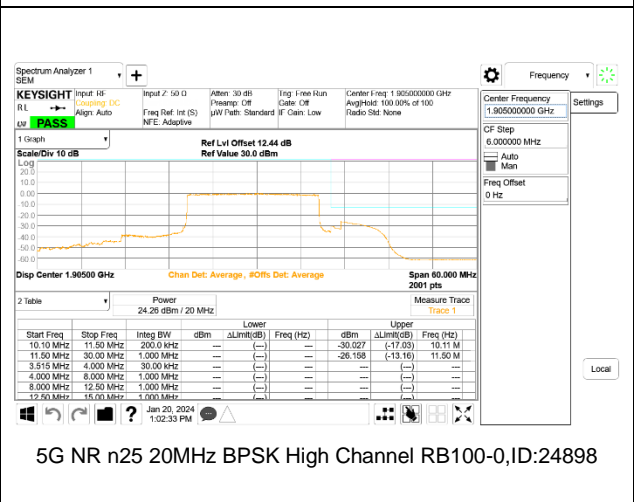 Spectrum Analyzer 1
SEM
Frequency
KEYSIGHT Input: RF Input Z: 50 Ω Atten: 30 dB Trig: Free Run Center Freq: 1.905000000 GHz
RL Coupling: DC Preamp: Off Gate: Off Avg|Hold: 100.00% of 100
Align: Auto Freq Ref: Int (S) µW Path: Standard IF Gain: Low Radio Std: None
PASS NFE: Adaptive
Center Frequency
1.905000000 GHz
Settings
CF Step
6.000000 MHz
Auto
Man
Freq Offset
0 Hz
1 Graph
Ref Lvl Offset 12.44 dB
Scale/Div 10 dB Ref Value 30.0 dBm
Log
20.0
10.0
0.00
-10.0
-20.0
-30.0
-40.0
-50.0
-60.0
Disp Center 1.90500 GHz Chan Det: Average, #Offs Det: Average Span 60.000 MHz
2001 pts
2 Table Power Measure Trace
24.26 dBm / 20 MHz Trace 1
Lower Upper
Start Freq Stop Freq Integ BW dBm ΔLimit(dB) Freq (Hz) dBm ΔLimit(dB) Freq (Hz)
10.10 MHz 11.50 MHz 200.0 kHz --- (---) --- -30.027 (-17.03) 10.11 M
11.50 MHz 30.00 MHz 1.000 MHz --- (---) --- -26.158 (-13.16) 11.50 M
3.515 MHz 4.000 MHz 30.00 kHz --- (---) --- --- (---) ---
4.000 MHz 8.000 MHz 1.000 MHz --- (---) --- --- (---) ---
8.000 MHz 12.50 MHz 1.000 MHz --- (---) --- --- (---) ---
12.50 MHz 15.00 MHz 1.000 MHz --- (---) --- --- (---) ---
Local
Jan 20, 2024
1:02:33 PM
5G NR n25 20MHz BPSK High Channel RB100-0,ID:24898